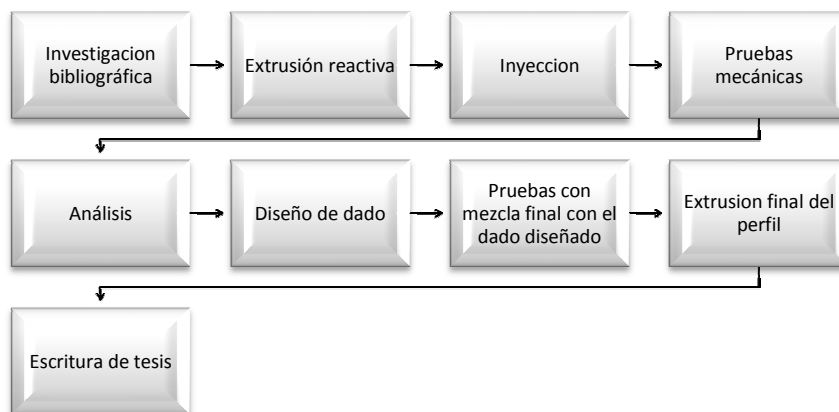 Investigacion
bibliográfica
Extrusión reactiva
Inyeccion
Pruebas
mecánicas
Análisis
Diseño de dado
Pruebas con
mezcla final con el
dado diseñado
Extrusion final del
perfil
Escritura de tesis